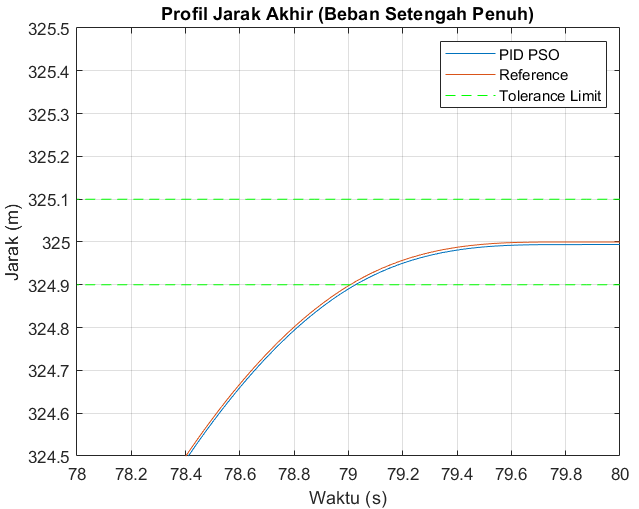 Profil Jarak Akhir (Beban Setengah Penuh)
325.5
325.4
325.3
325.2
325.1
325
324.9
324.8
324.7
324.6
324.5
Jarak (m)
PID PSO
Reference
Tolerance Limit
78 78.2 78.4 78.6 78.8 79 79.2 79.4 79.6 79.8 80
Waktu (s)